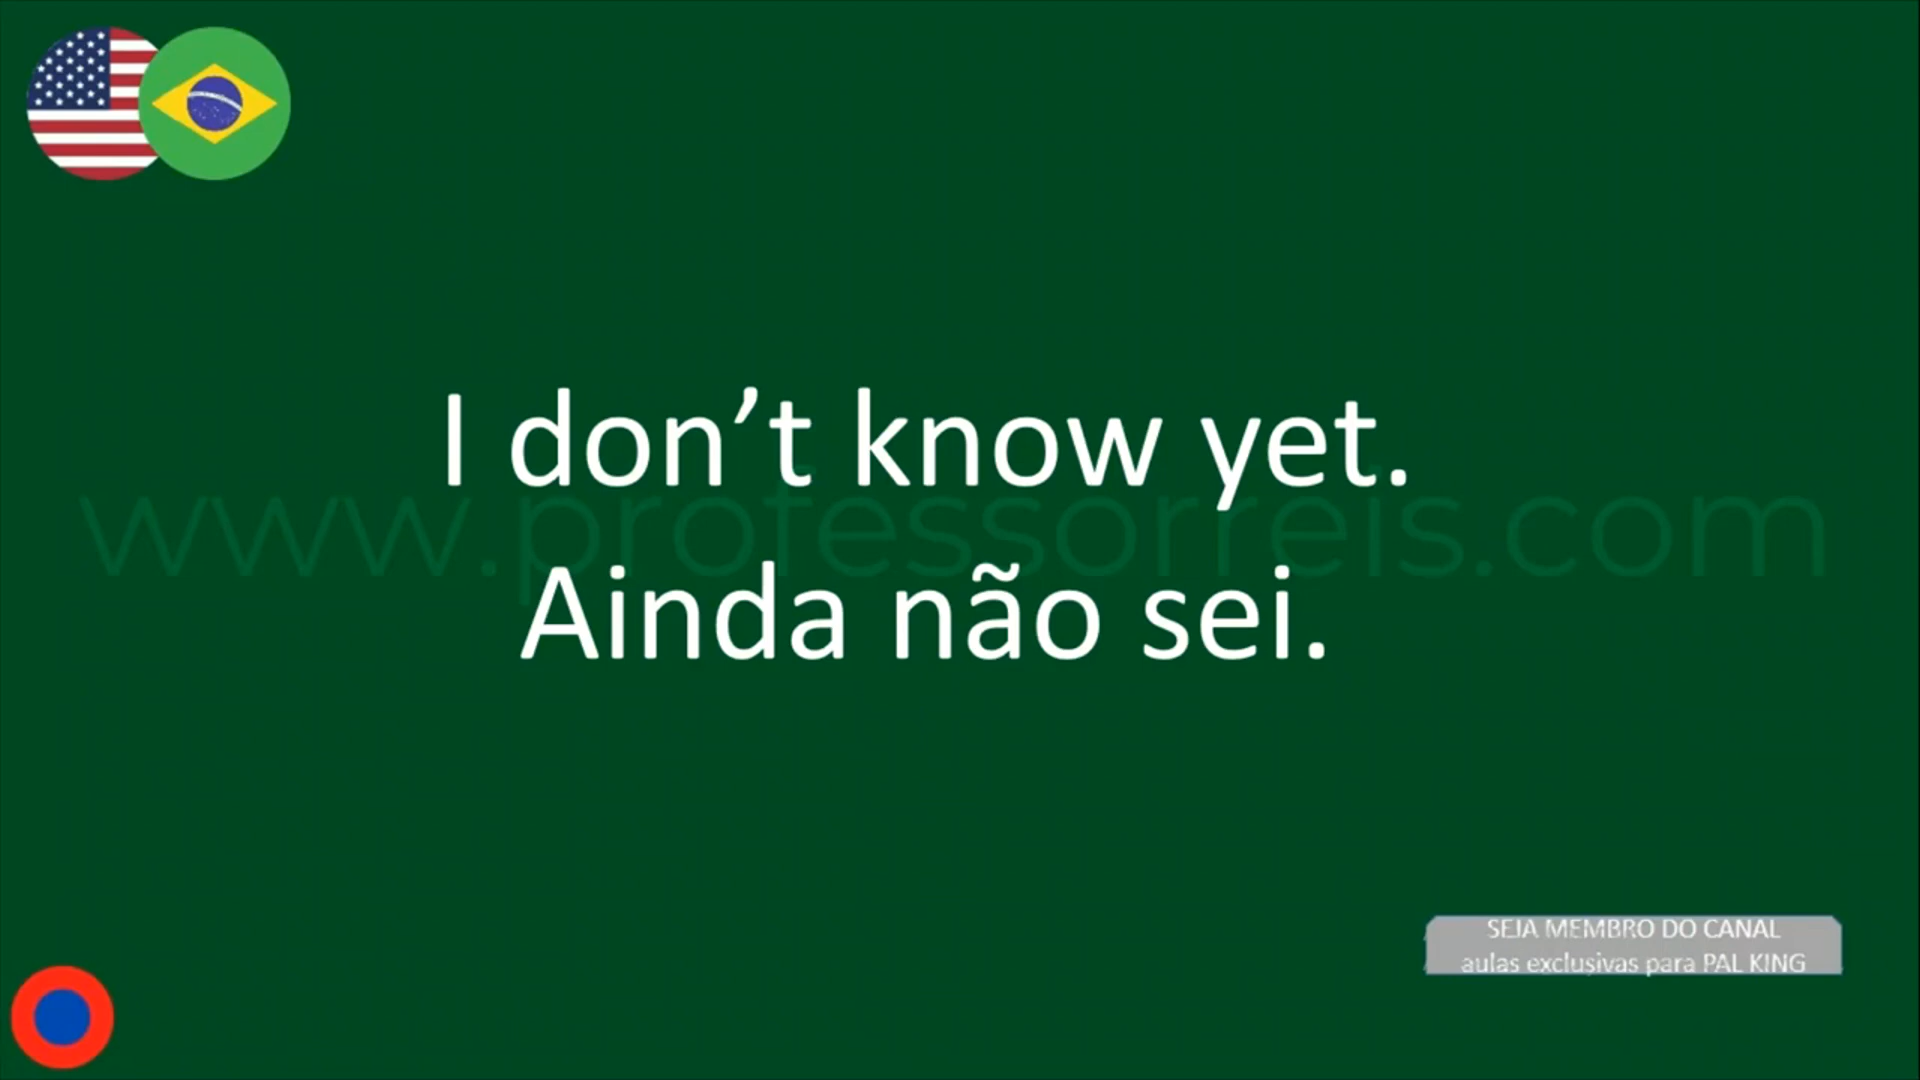 I don’t know yet.
www.professorreis.com
Ainda não sei.
SEJA MEMBRO DO CANAL
aulas exclusivas para PAL KING